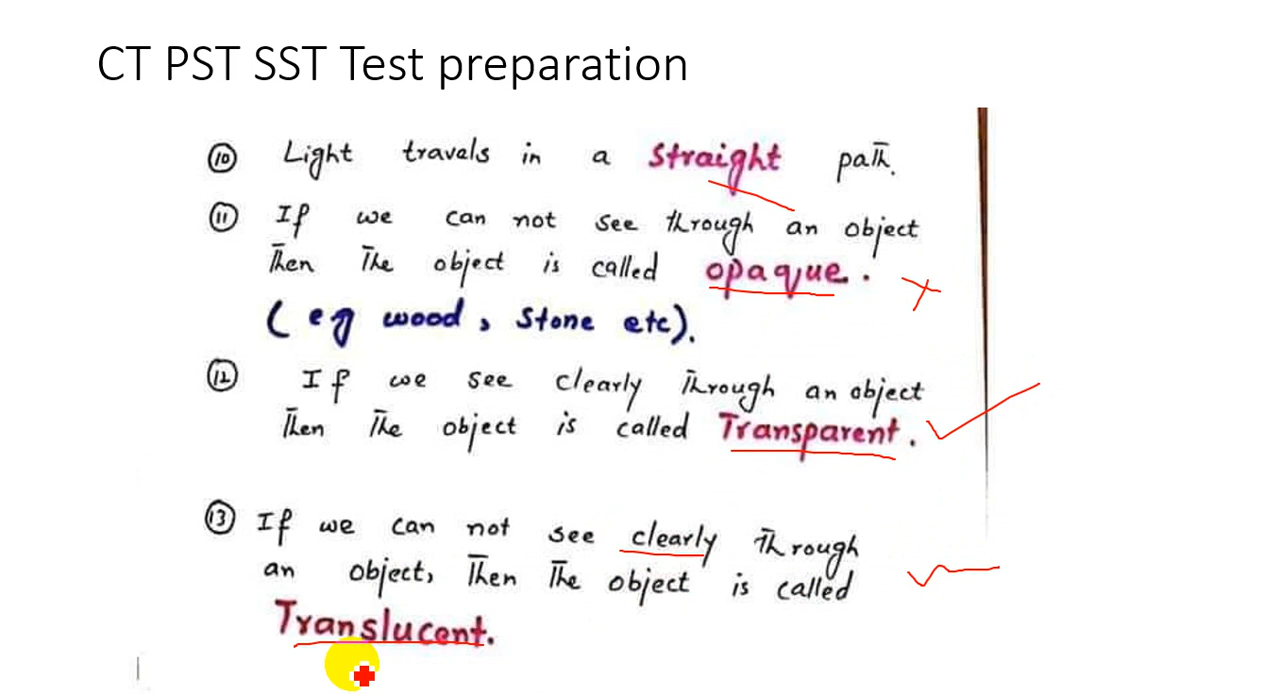 CT PST SST Test preparation
(10) Light travels in a straight path.
(11) If we can not see through an object
Then The object is called opaque.
(eg wood, stone etc).
(12) If we see clearly Through an object
Then The object is called Transparent.
(13) If we can not see clearly Through
an object, Then The object is called
Translucent.